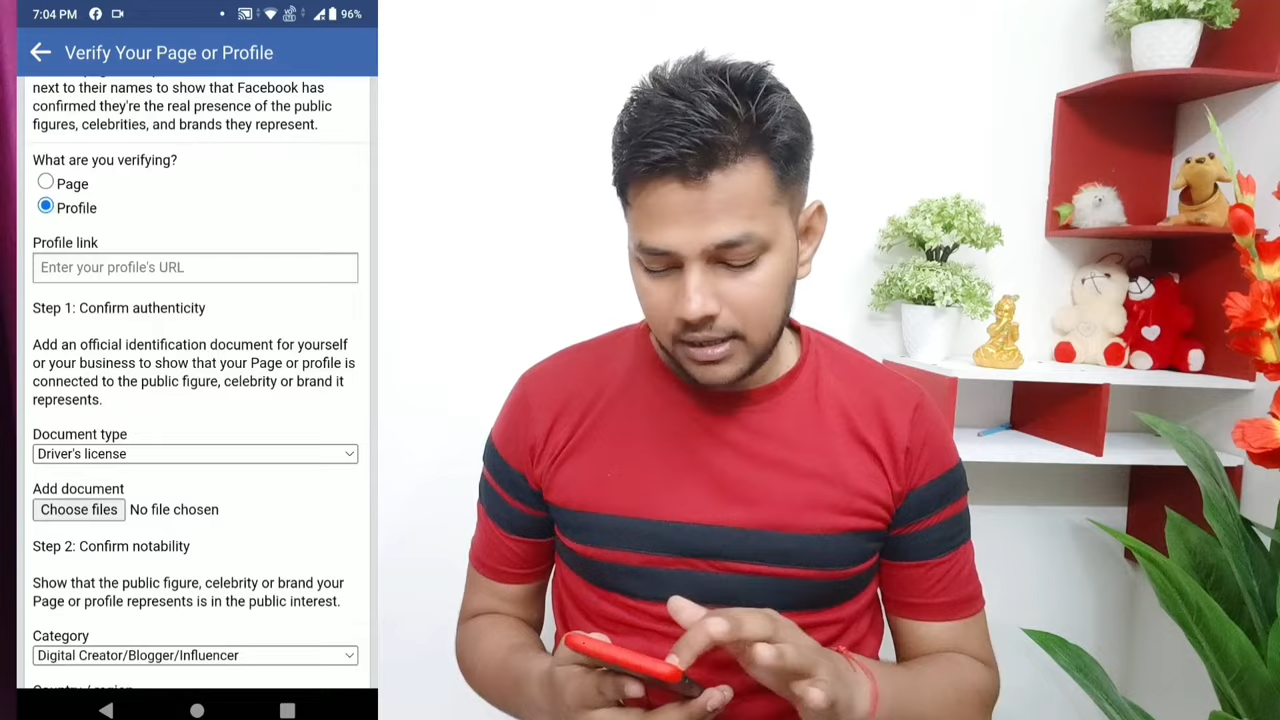 7:04 PM
96%
Verify Your Page or Profile
next to their names to show that Facebook has
confirmed they're the real presence of the public
figures, celebrities, and brands they represent.
What are you verifying?
Page
Profile
Profile link
Enter your profile's URL
Step 1: Confirm authenticity
Add an official identification document for yourself
or your business to show that your Page or profile is
connected to the public figure, celebrity or brand it
represents.
Document type
Driver's license
Add document
Choose files No file chosen
Step 2: Confirm notability
Show that the public figure, celebrity or brand your
Page or profile represents is in the public interest.
Category
Digital Creator/Blogger/Influencer